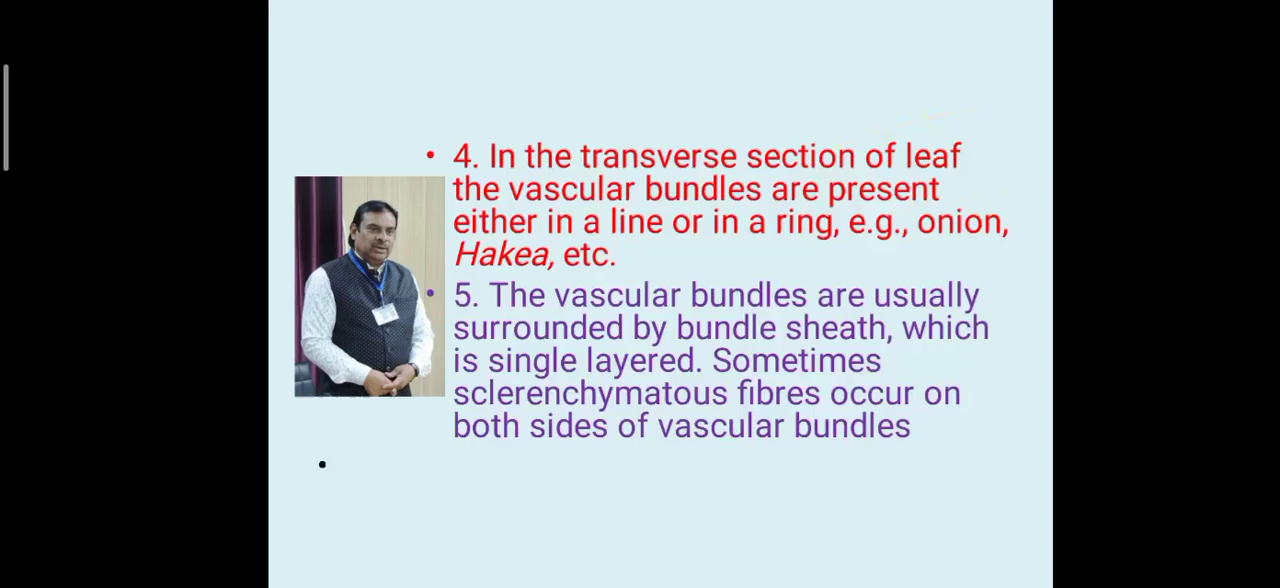 • 4. In the transverse section of leaf
the vascular bundles are present
either in a line or in a ring, e.g., onion,
Hakea, etc.
• 5. The vascular bundles are usually
surrounded by bundle sheath, which
is single layered. Sometimes
sclerenchymatous fibres occur on
both sides of vascular bundles
•